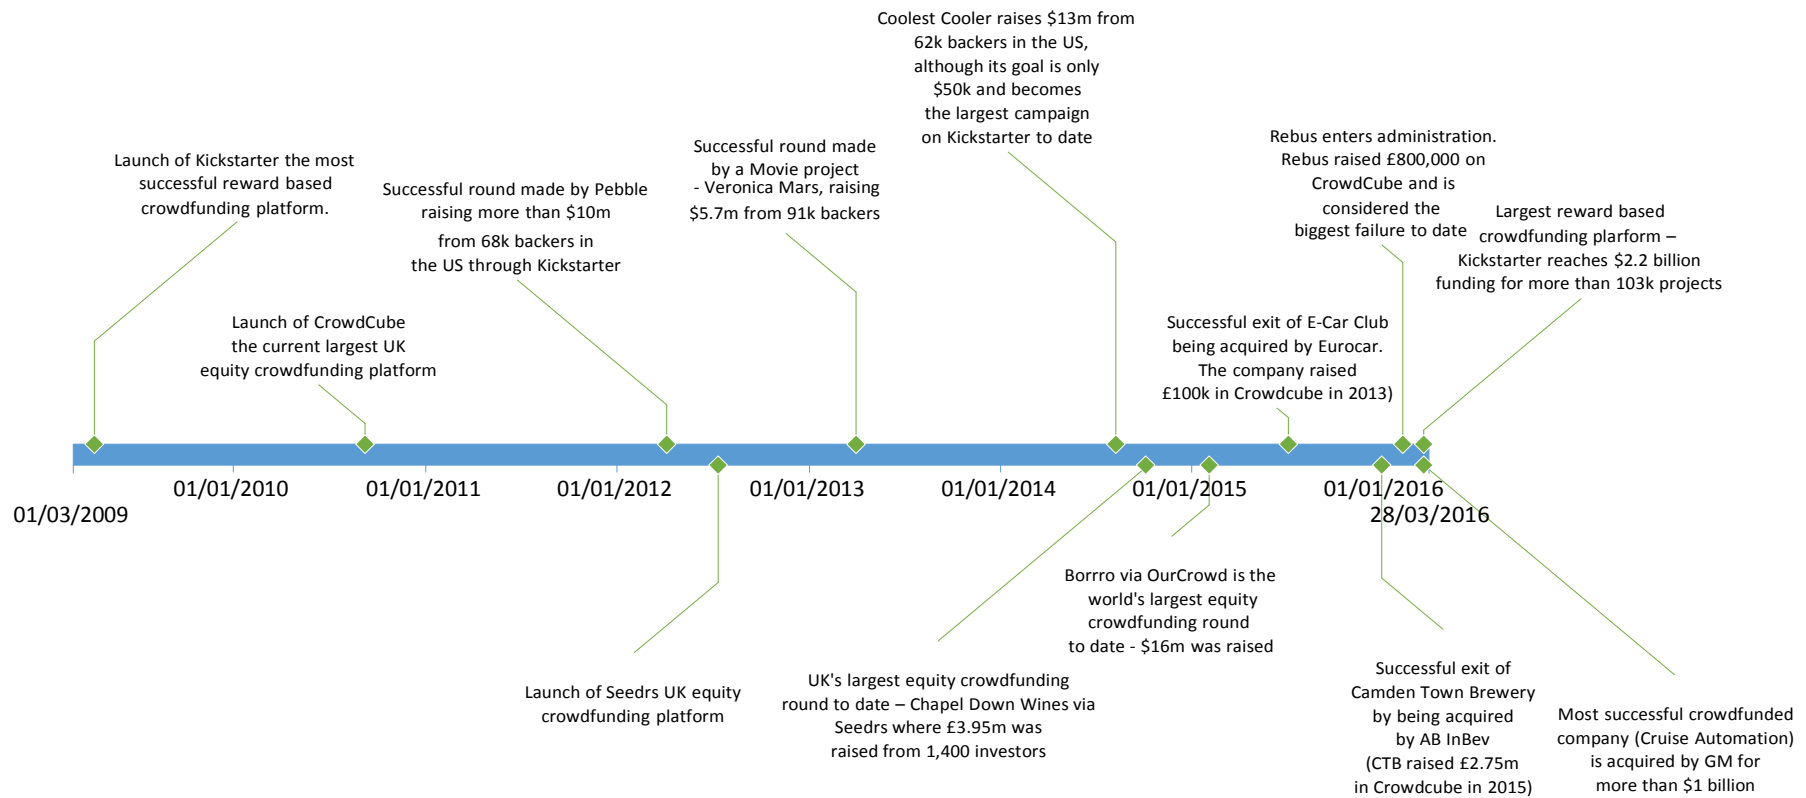 Coolest Cooler raises $13m from
62k backers in the US,
although its goal is only
$50k and becomes
the largest campaign
on Kickstarter to date
Launch of Kickstarter the most
successful reward based
crowdfunding platform.
Successful round made by Pebble
raising more than $10m
from 68k backers in
the US through Kickstarter
Successful round made
by a Movie project
- Veronica Mars, raising
$5.7m from 91k backers
Rebus enters administration.
Rebus raised £800,000 on
CrowdCube and is
considered the
biggest failure to date
Largest reward based
crowdfunding plarform –
Kickstarter reaches $2.2 billion
funding for more than 103k projects
Launch of CrowdCube
the current largest UK
equity crowdfunding platform
Successful exit of E-Car Club
being acquired by Eurocar.
The company raised
£100k in Crowdcube in 2013)
01/03/2009
01/01/2010
01/01/2011
01/01/2012
01/01/2013
01/01/2014
01/01/2015
01/01/2016
28/03/2016
Launch of Seedrs UK equity
crowdfunding platform
UK's largest equity crowdfunding
round to date – Chapel Down Wines via
Seedrs where £3.95m was
raised from 1,400 investors
Borrro via OurCrowd is the
world's largest equity
crowdfunding round
to date - $16m was raised
Successful exit of
Camden Town Brewery
by being acquired
by AB InBev
(CTB raised £2.75m
in Crowdcube in 2015)
Most successful crowdfunded
company (Cruise Automation)
is acquired by GM for
more than $1 billion